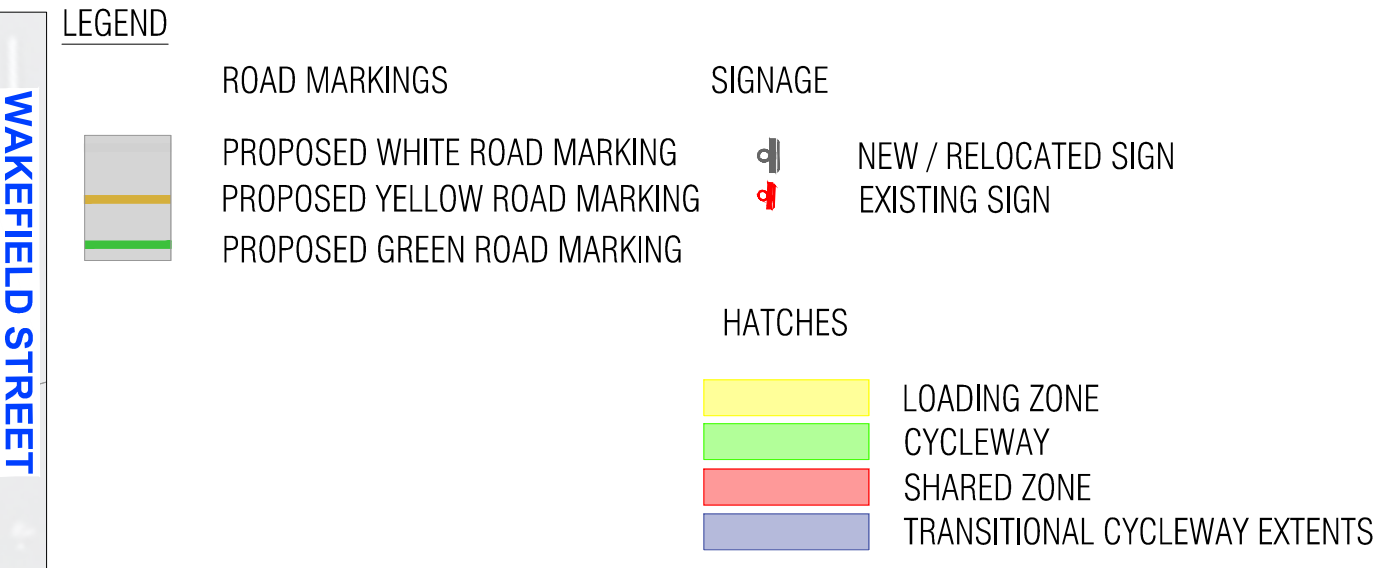 LEGEND
ROAD MARKINGS
PROPOSED WHITE ROAD MARKING
PROPOSED YELLOW ROAD MARKING
PROPOSED GREEN ROAD MARKING
SIGNAGE
NEW / RELOCATED SIGN
EXISTING SIGN
HATCHES
LOADING ZONE
CYCLEWAY
SHARED ZONE
TRANSITIONAL CYCLEWAY EXTENTS
WAKEFIELD STREET